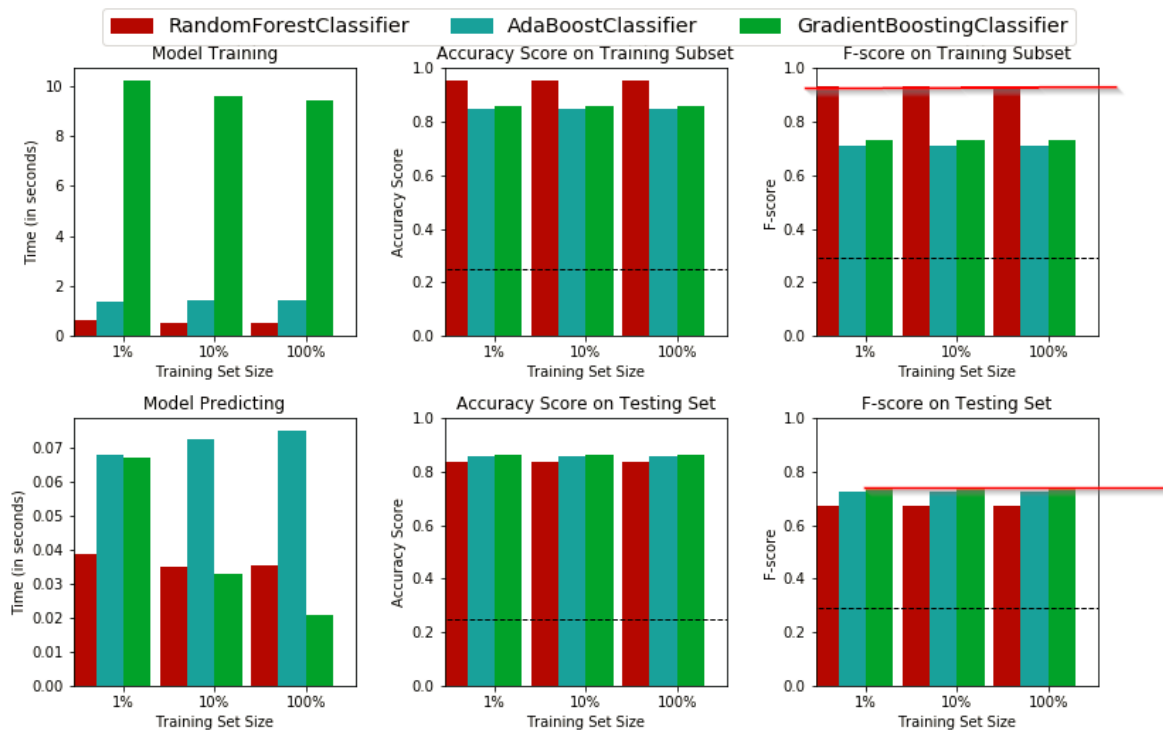 RandomForestClassifier AdaBoostClassifier GradientBoostingClassifier
Model Training
Time (in seconds)
10
8
6
4
2
0
1% 10% 100%
Training Set Size
Accuracy Score on Training Subset
Accuracy Score
1.0
0.8
0.6
0.4
0.2
0.0
1% 10% 100%
Training Set Size
F-score on Training Subset
F-score
1.0
0.8
0.6
0.4
0.2
0.0
1% 10% 100%
Training Set Size
Model Predicting
Time (in seconds)
0.07
0.06
0.05
0.04
0.03
0.02
0.01
0.00
1% 10% 100%
Training Set Size
Accuracy Score on Testing Set
Accuracy Score
1.0
0.8
0.6
0.4
0.2
0.0
1% 10% 100%
Training Set Size
F-score on Testing Set
F-score
1.0
0.8
0.6
0.4
0.2
0.0
1% 10% 100%
Training Set Size